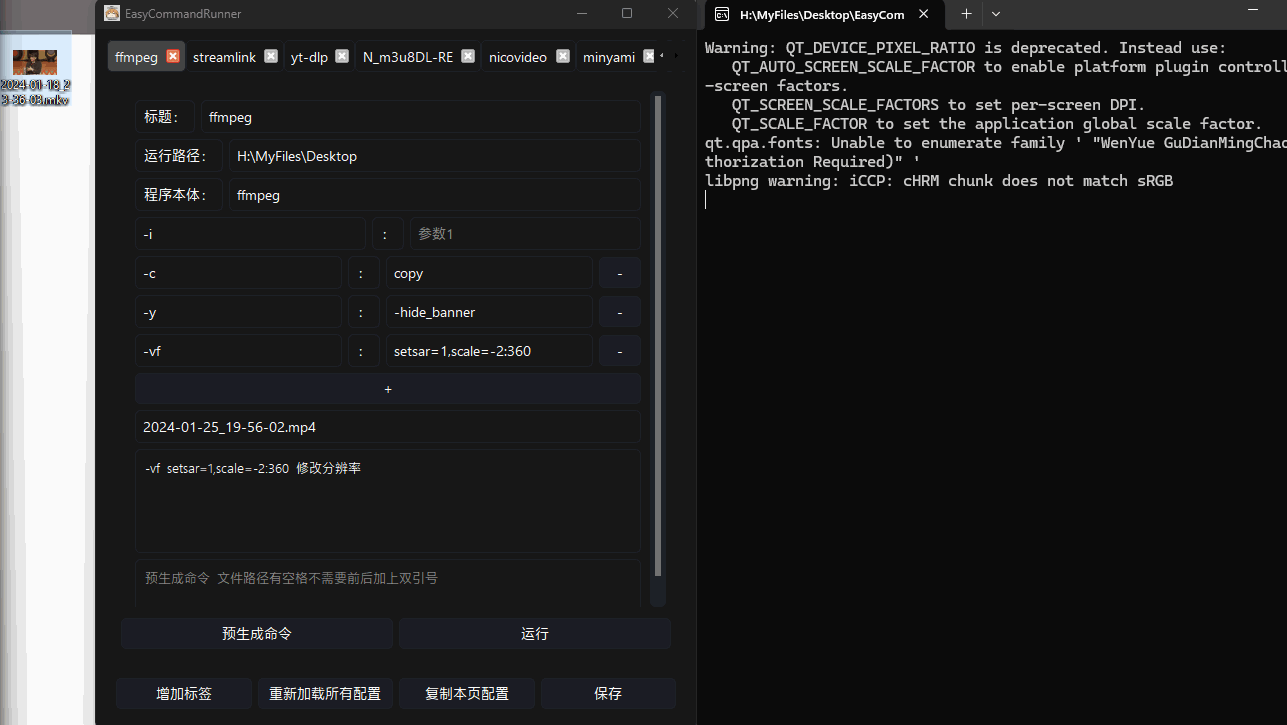 2024-01-18_2
3-36-03.mkv
EasyCommandRunner
ffmpeg
streamlink
yt-dlp
N_m3u8DL-RE
nicovideo
minyami
标题：
ffmpeg
运行路径：
H:\MyFiles\Desktop
程序本体：
ffmpeg
-i
:
参数1
-c
:
copy
-
-y
:
-hide_banner
-
-vf
:
setsar=1,scale=-2:360
-
+
2024-01-25_19-56-02.mp4
-vf setsar=1,scale=-2:360 修改分辨率
预生成命令 文件路径有空格不需要前后加上双引号
预生成命令
运行
增加标签
重新加载所有配置
复制本页配置
保存
H:\MyFiles\Desktop\EasyCom
Warning: QT_DEVICE_PIXEL_RATIO is deprecated. Instead use:
QT_AUTO_SCREEN_SCALE_FACTOR to enable platform plugin controll
-screen factors.
QT_SCREEN_SCALE_FACTORS to set per-screen DPI.
QT_SCALE_FACTOR to set the application global scale factor.
qt.qpa.fonts: Unable to enumerate family ' "WenYue GuDianMingChao
thorization Required)" '
libpng warning: iCCP: cHRM chunk does not match sRGB